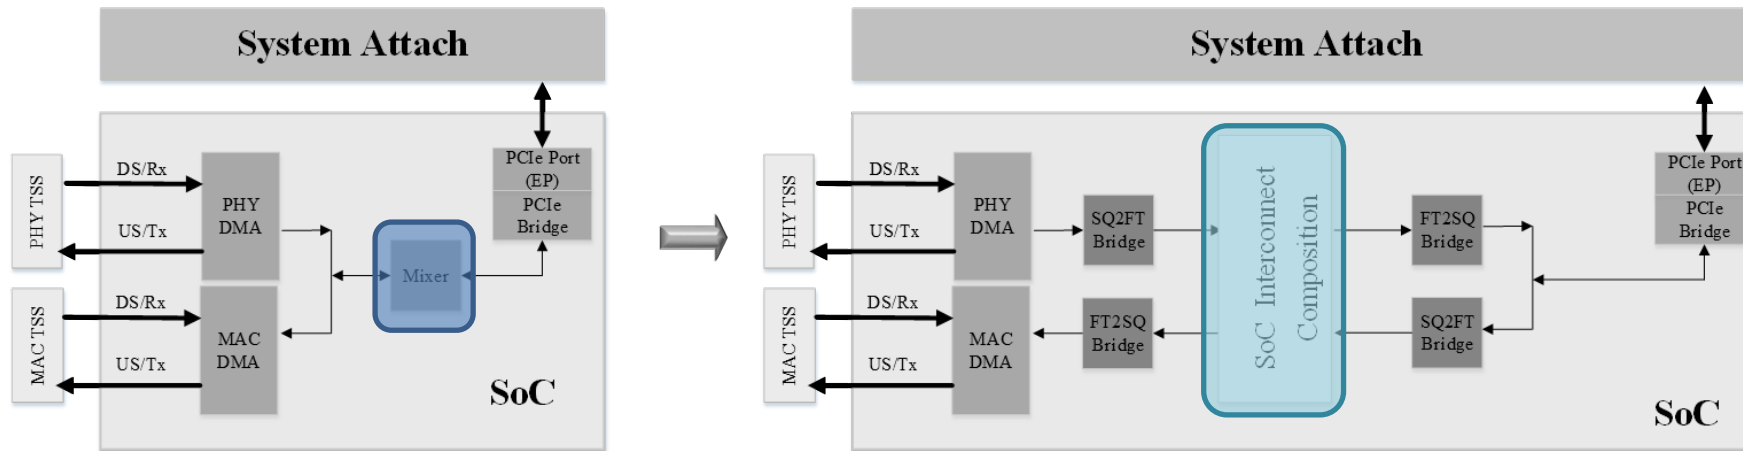 System Attach
PCIe Port
(EP)
PCIe
Bridge
PHY TSS
DS/Rx
US/Tx
PHY
DMA
Mixer
MAC TSS
DS/Rx
US/Tx
MAC
DMA
SoC
System Attach
PCIe Port
(EP)
PCIe
Bridge
PHY TSS
DS/Rx
US/Tx
PHY
DMA
SQ2FT
Bridge
SoC Interconnect
Composition
FT2SQ
Bridge
MAC TSS
DS/Rx
US/Tx
MAC
DMA
FT2SQ
Bridge
SQ2FT
Bridge
SoC